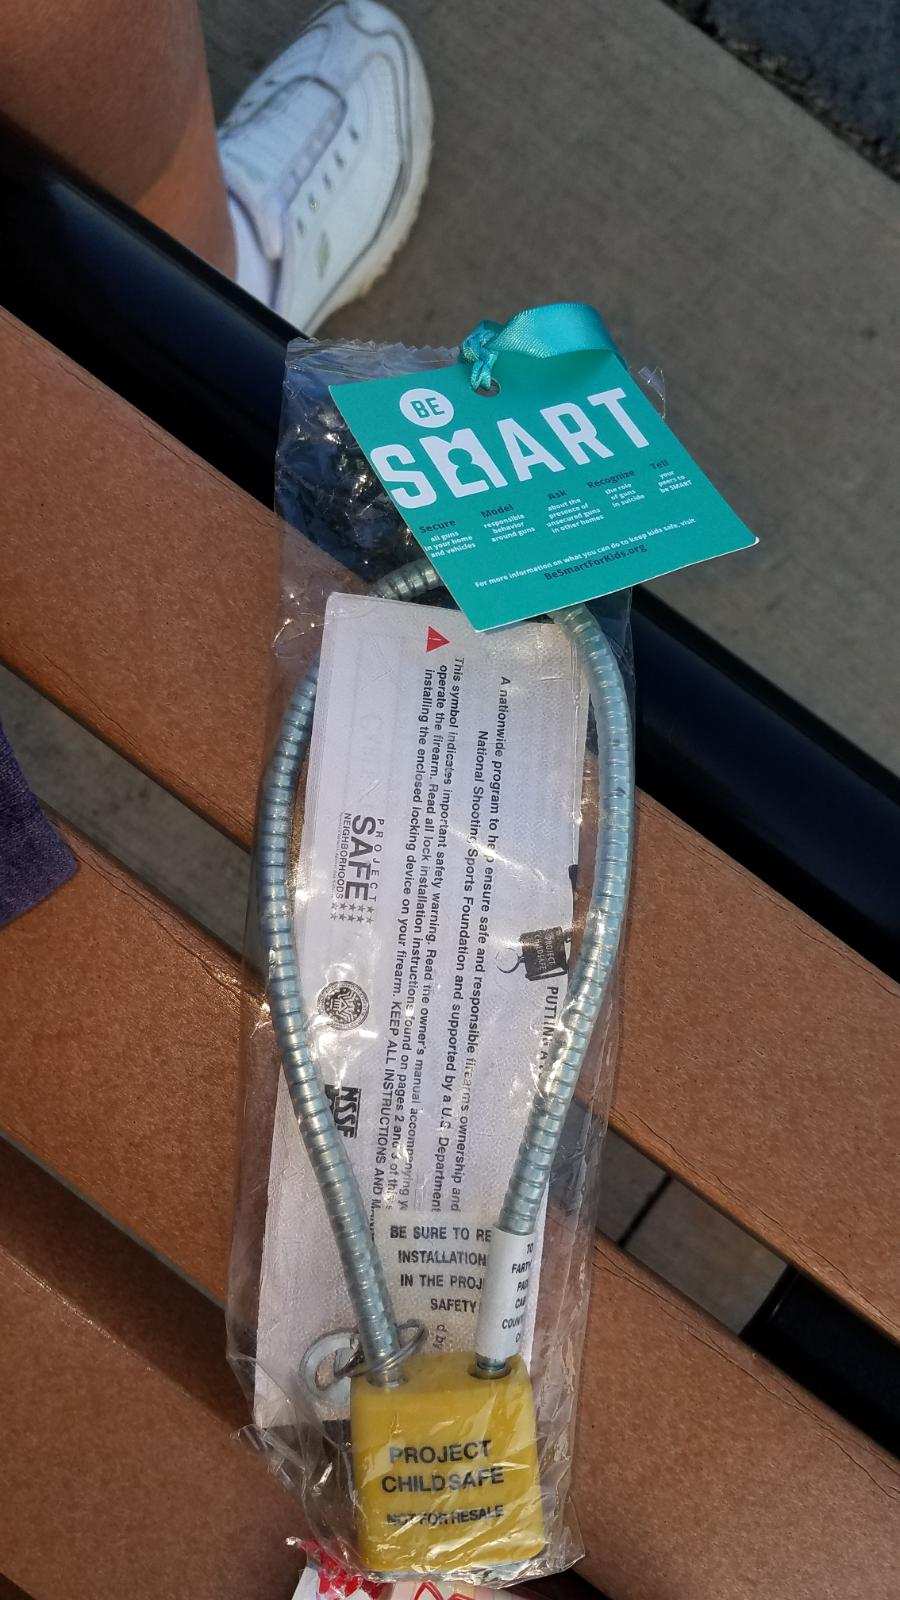 BE
SMART
Secure
all guns
in your home
and vehicles
Model
responsible
behavior
around guns
Ask
about the
presence of
unsecured guns
in other homes
Recognize
the role
of guns
in suicide
Tell
your
peers to
be SMART
For more information on what you can do to keep kids safe, visit
BeSmartForKids.org
PROJECT
CHILDSAFE
PUTTING A
A nationwide program to help ensure safe and responsible firearms ownership and
National Shooting Sports Foundation and supported by a U.S. Department
This symbol indicates important safety warning. Read the owner's manual accompanying
operate the firearm. Read all lock installation instructions found on pages 2 and 3 of
installing the enclosed locking device on your firearm. KEEP ALL INSTRUCTIONS AND
PROJECT
SAFE
NEIGHBORHOODS
NSSF
BE SURE TO RE
INSTALLATION
IN THE PROJ
SAFETY
PROJECT
CHILDSAFE
NOT FOR RESALE